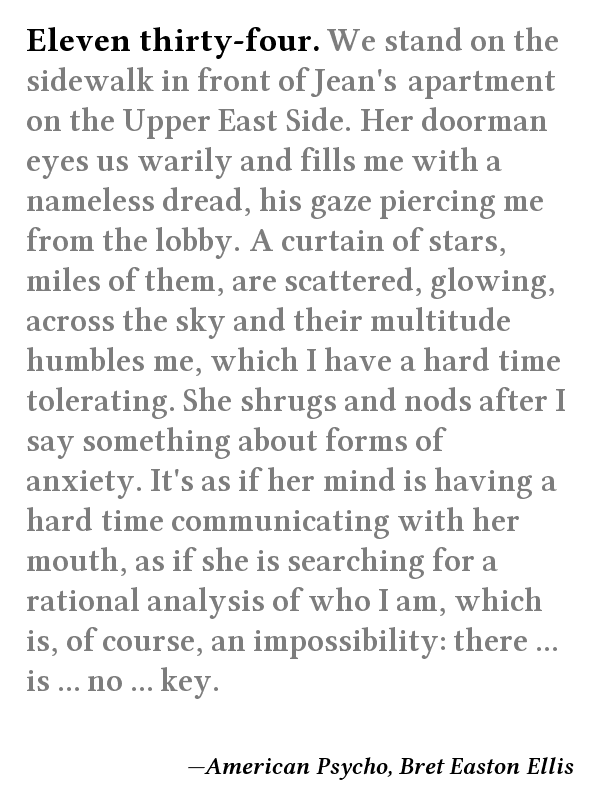 Eleven thirty-four. We stand on the
sidewalk in front of Jean's apartment
on the Upper East Side. Her doorman
eyes us warily and fills me with a
nameless dread, his gaze piercing me
from the lobby. A curtain of stars,
miles of them, are scattered, glowing,
across the sky and their multitude
humbles me, which I have a hard time
tolerating. She shrugs and nods after I
say something about forms of
anxiety. It's as if her mind is having a
hard time communicating with her
mouth, as if she is searching for a
rational analysis of who I am, which
is, of course, an impossibility: there ...
is ... no ... key.
—American Psycho, Bret Easton Ellis